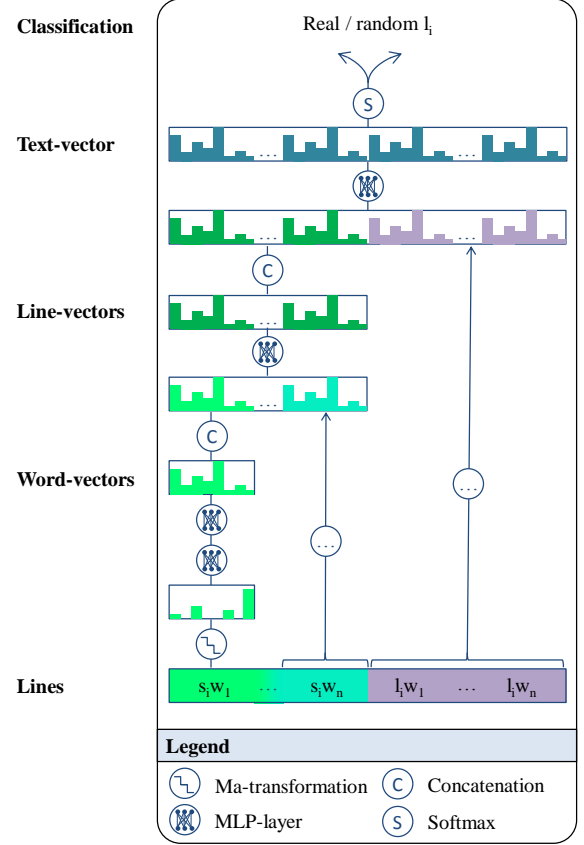 Classification
Real / random l_i
S
Text-vector
... ...
... 
C
Line-vectors
...
...
C
Word-vectors
...
...
Lines
s_iw_1 ... s_iw_n l_iw_1 ... l_iw_n
Legend
Ma-transformation C Concatenation
MLP-layer S Softmax